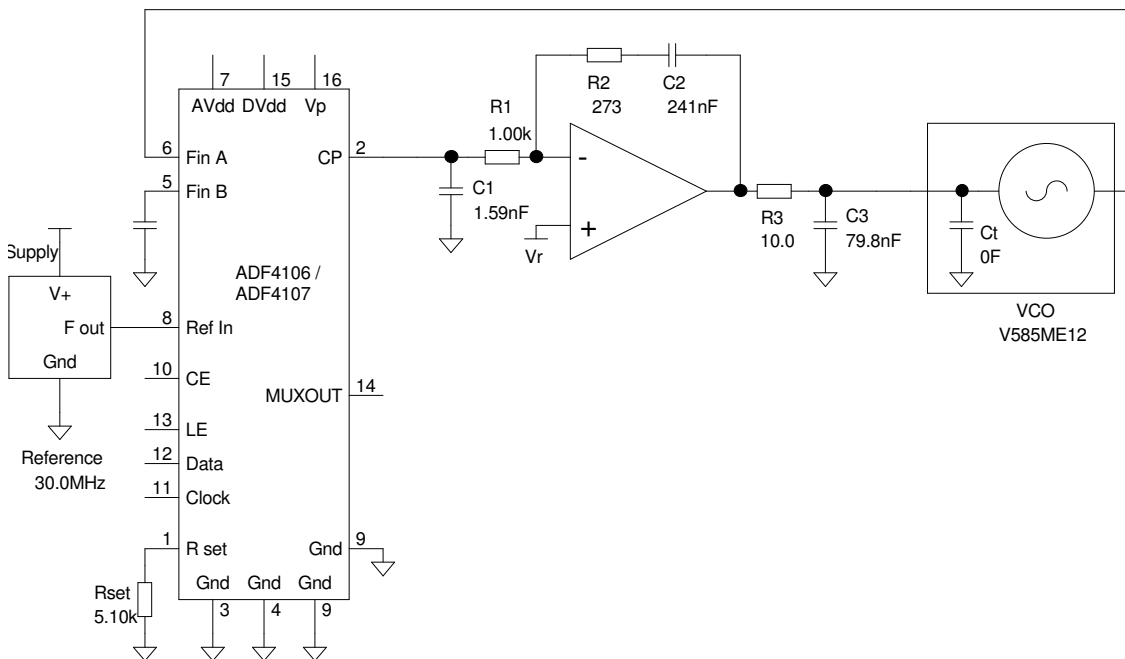 7
15
16
AVdd DVdd Vp
6
Fin A
CP
2
5
Fin B
R1
1.00k
R2
273
C2
241nF
C1
1.59nF
-
+
Vr
R3
10.0
C3
79.8nF
Ct
0F
VCO
V585ME12
ADF4106 /
ADF4107
Supply
V+
F out
Gnd
Reference
30.0MHz
8
Ref In
10
CE
MUXOUT
14
13
LE
12
Data
11
Clock
1
R set
Gnd
9
Rset
5.10k
Gnd Gnd Gnd
3
4
9